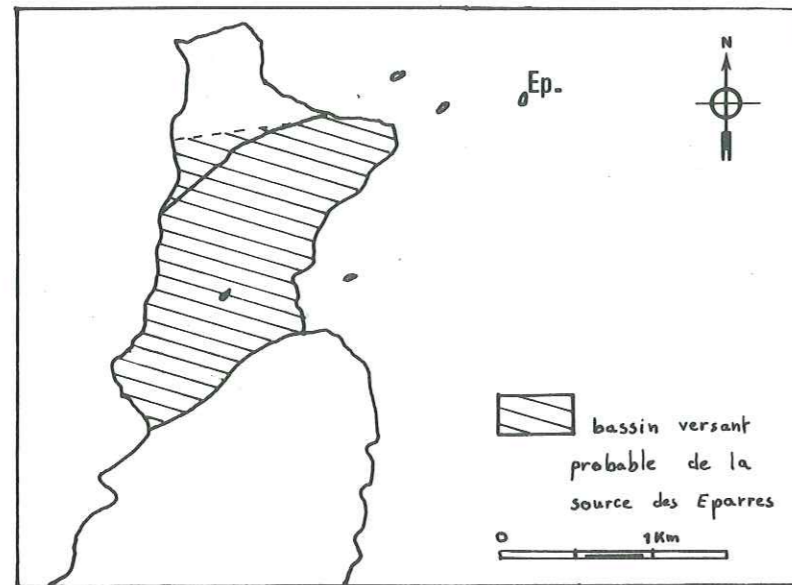 N
Ep.
bassin versant
probable de la
source des Eparres
0 1Km